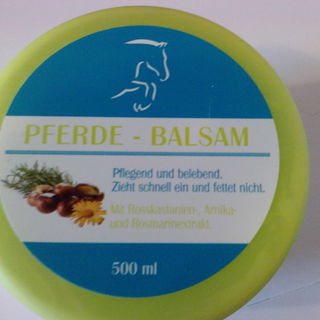 PFERDE - BALSAM
Pflegend und belebend.
Zieht schnell ein und fettet nicht.
Mit Rosskastanien-, Arnika-
und Rosmarinextrakt.
500 ml